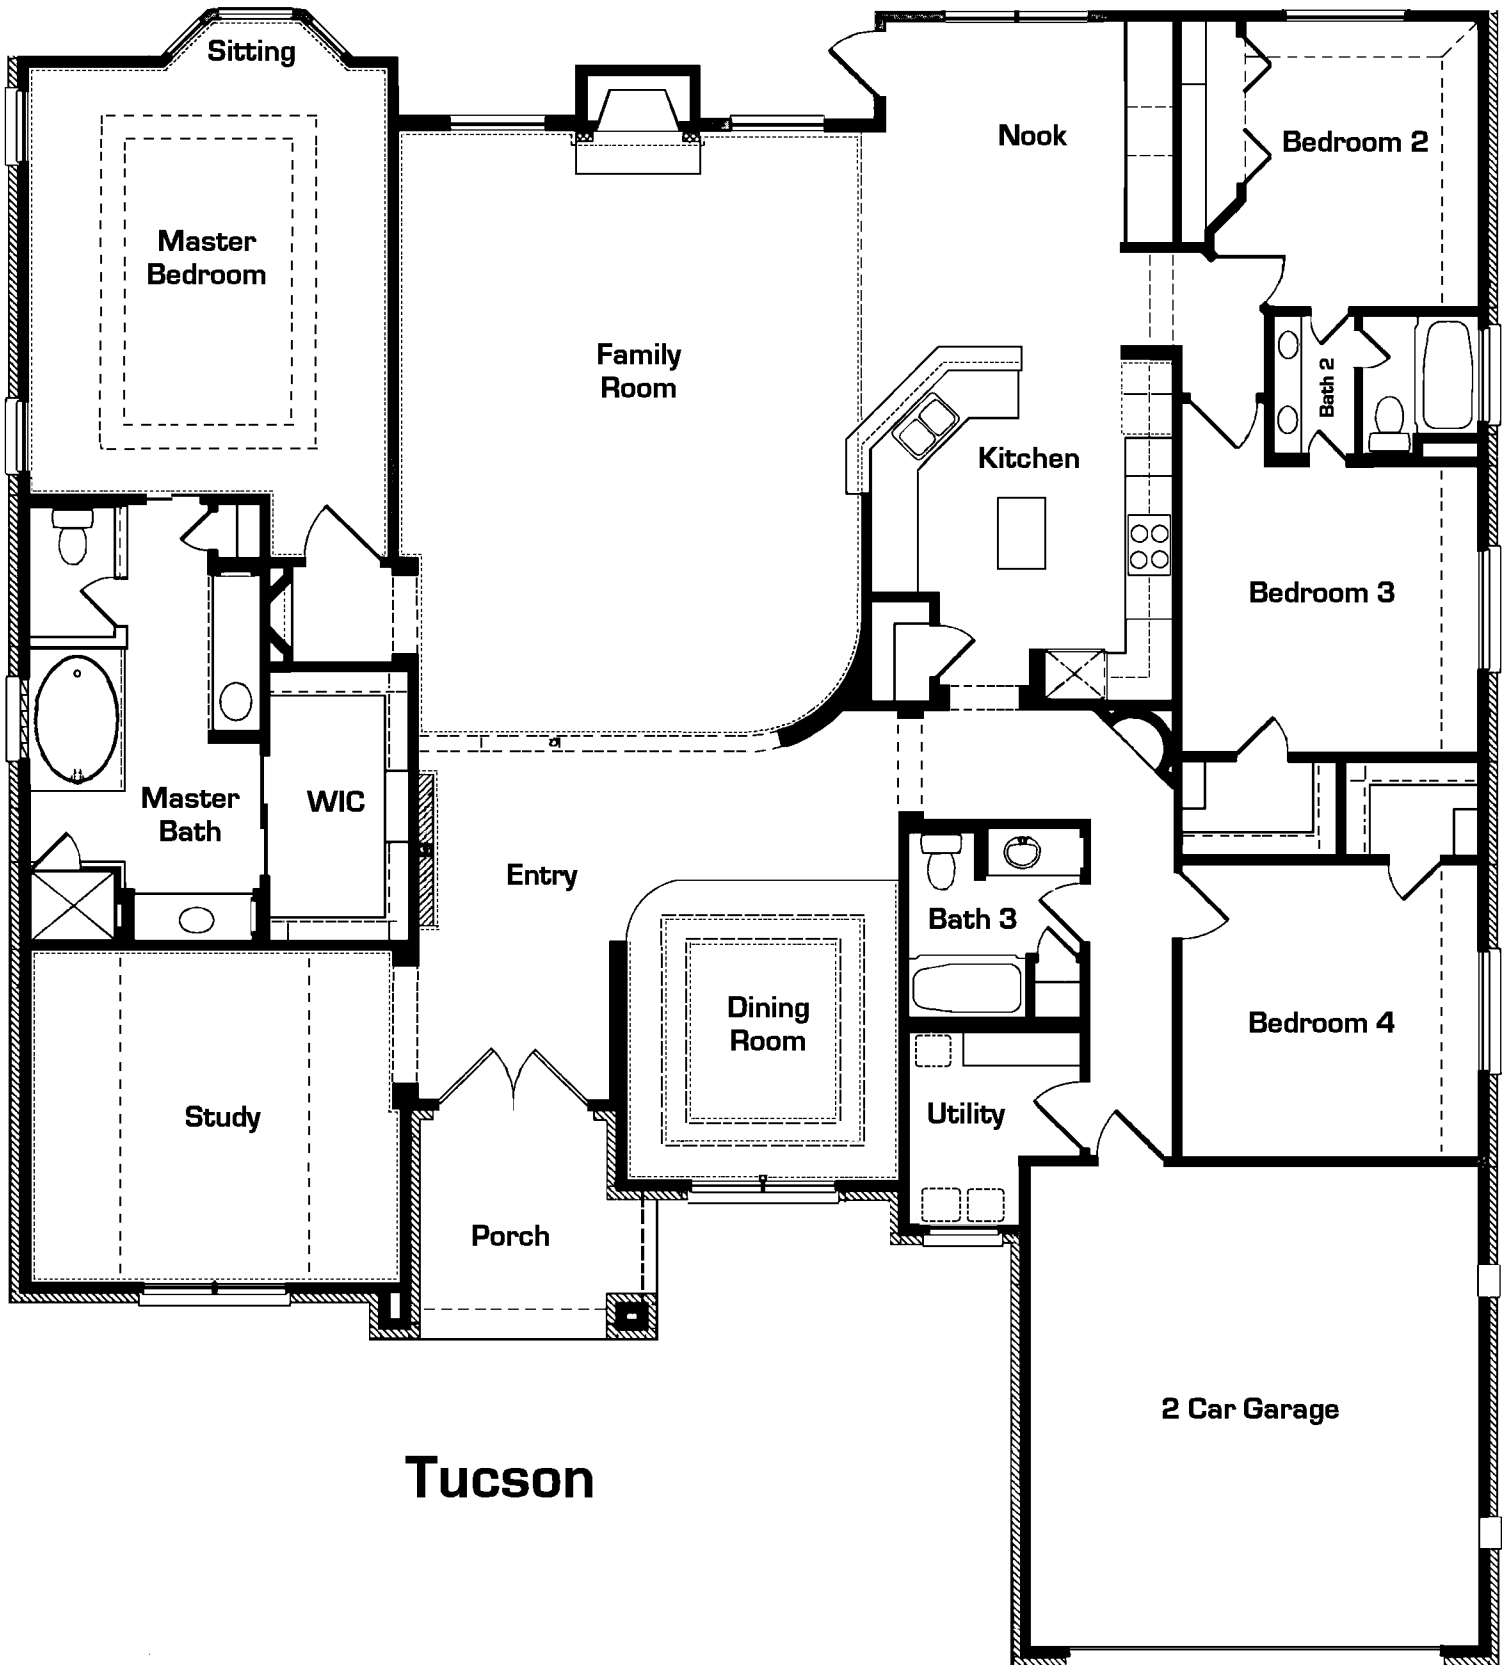 Sitting
Nook
Bedroom 2
Master
Bedroom
Family
Room
Bath 2
Kitchen
Bedroom 3
Master
Bath
WIC
Entry
Bath 3
Dining
Room
Bedroom 4
Study
Utility
Porch
2 Car Garage
Tucson